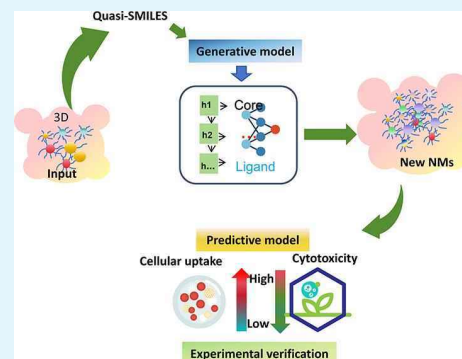 Quasi-SMILES
Generative model
3D
Input
h1
h2
h...
Core
Ligand
New NMs
Predictive model
Cellular uptake
High
Low
Cytotoxicity
Experimental verification